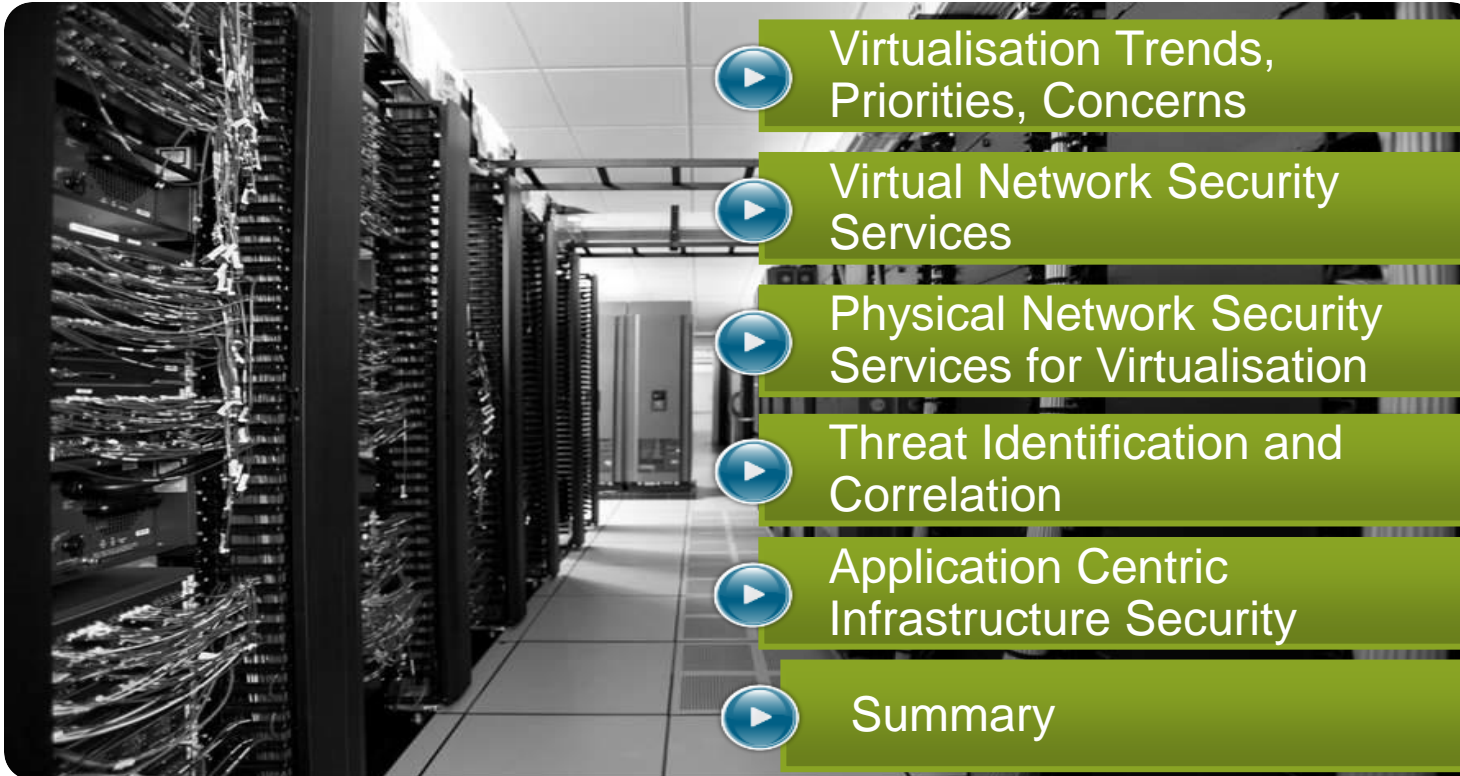 Virtualisation Trends,
Priorities, Concerns
Virtual Network Security
Services
Physical Network Security
Services for Virtualisation
Threat Identification and
Correlation
Application Centric
Infrastructure Security
Summary